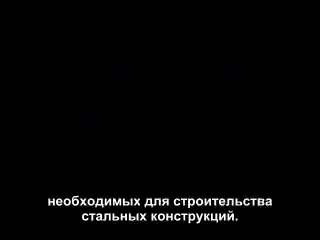 необходимых для строительства
стальных конструкций.